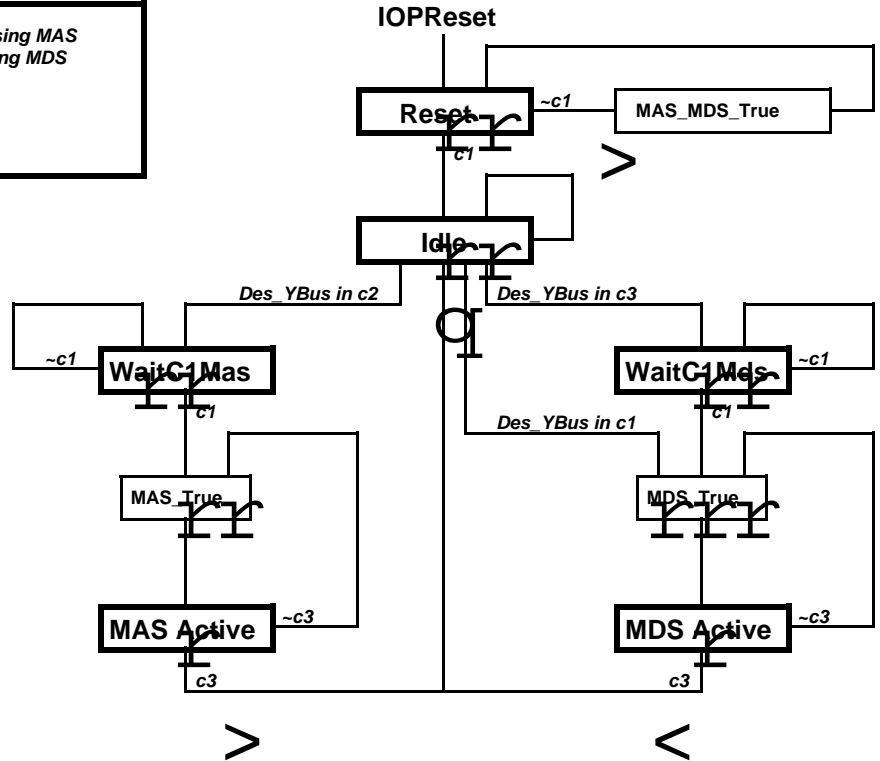 IOPReset
sing MAS
ng MDS
Reset
~c1
MAS_MDS_True
c1
>
Idle
Des_YBus in c2
Des_YBus in c3
q
~c1
WaitC1Mas
WaitC1Mds
~c1
c1
c1
Des_YBus in c1
MAS_True
MDS_True
MAS Active
~c3
MDS Active
~c3
c3
c3
>
<